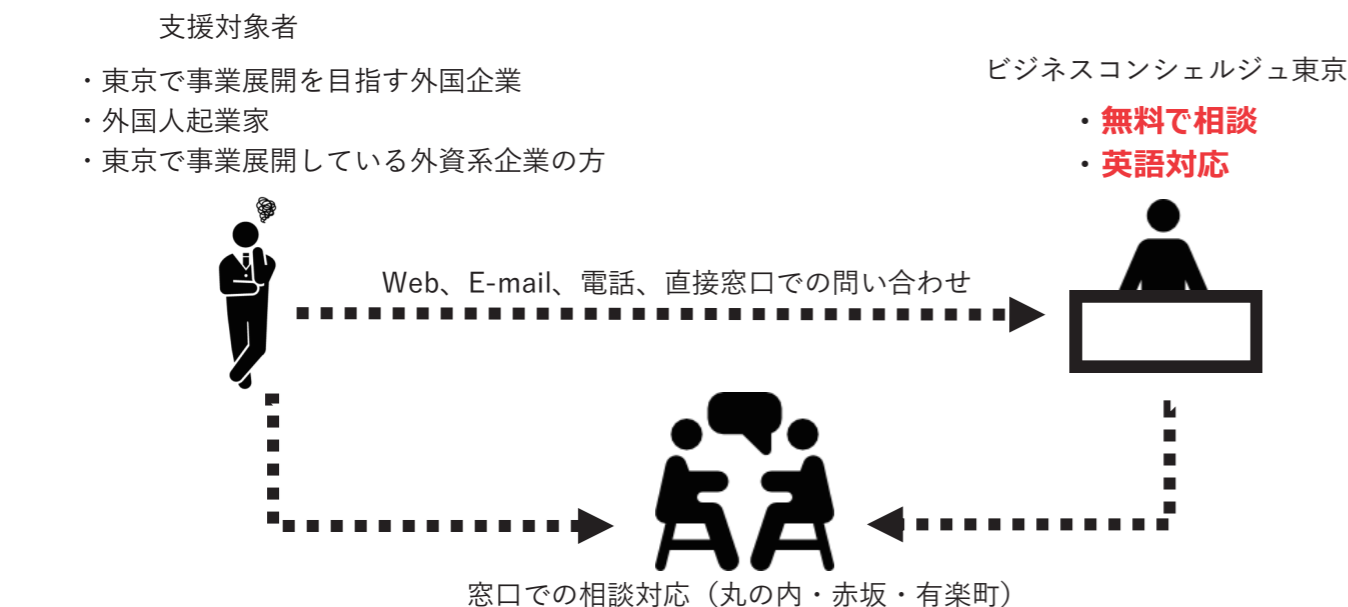 支援対象者
・東京で事業展開を目指す外国企業
・外国人起業家
・東京で事業展開している外資系企業の方
ビジネスコンシェルジュ東京
・無料で相談
・英語対応
Web、E-mail、電話、直接窓口での問い合わせ
窓口での相談対応（丸の内・赤坂・有楽町）